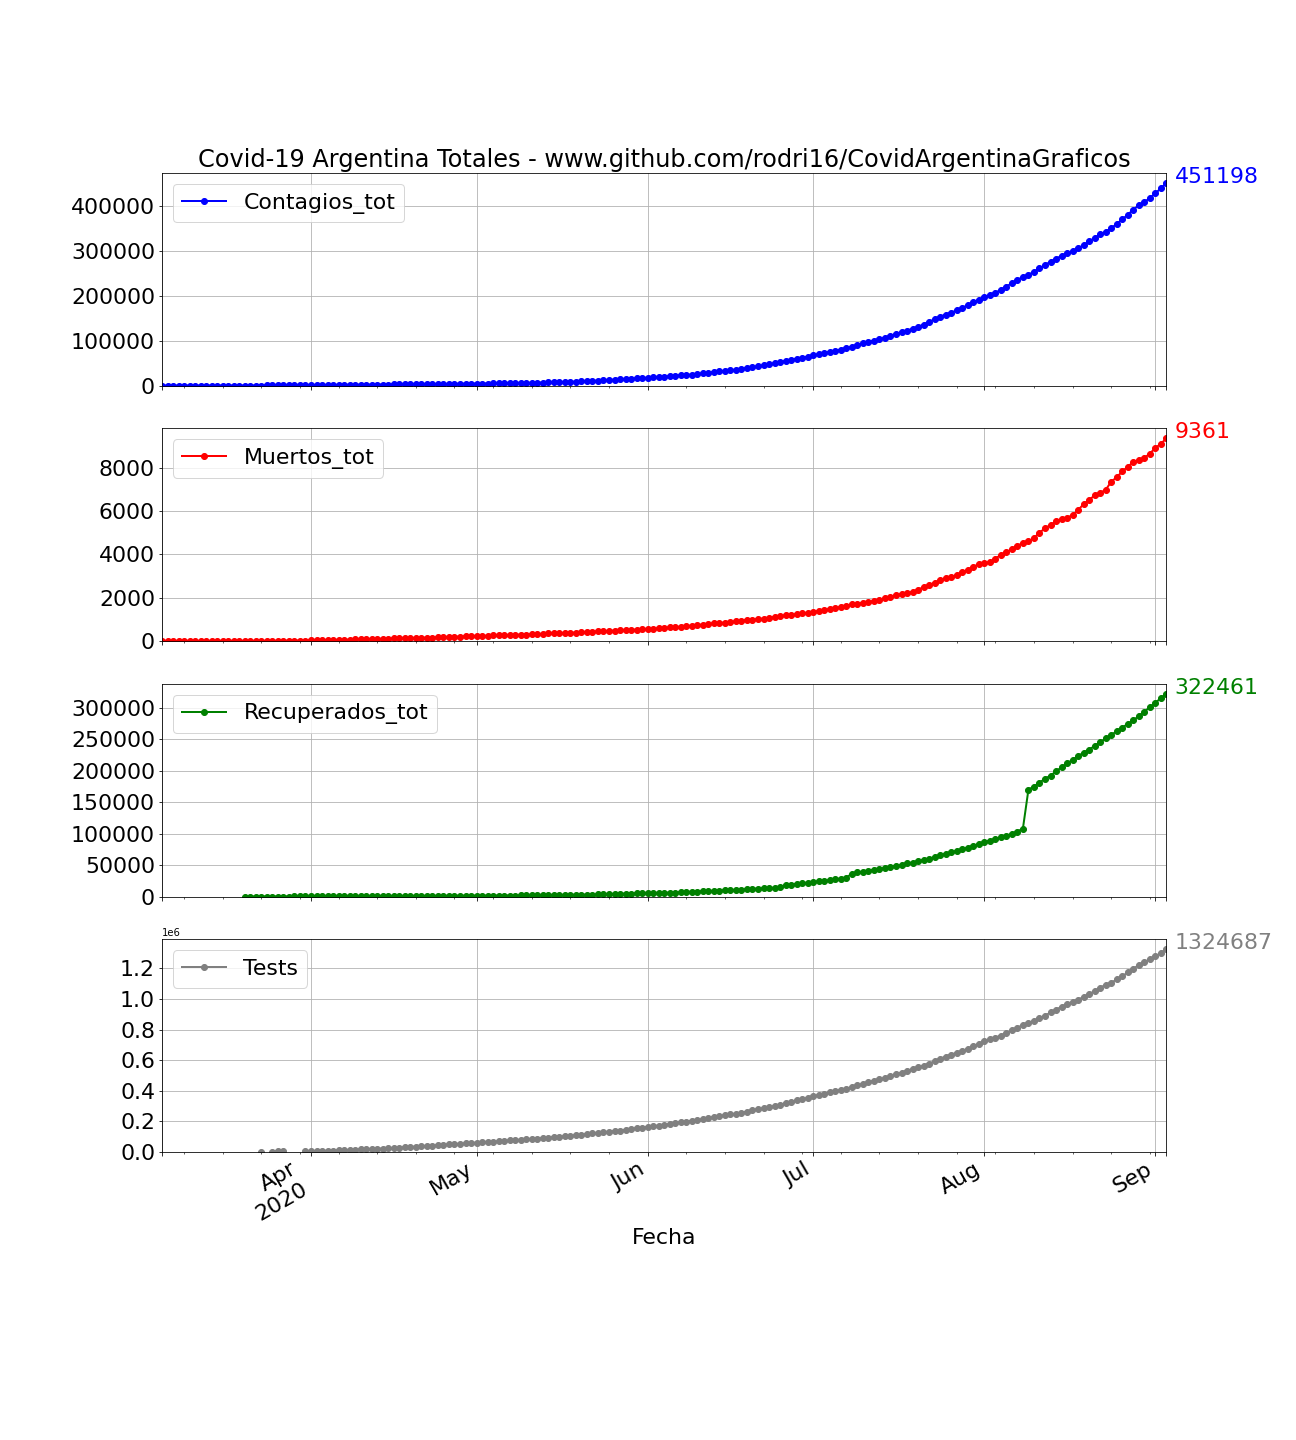 Covid-19 Argentina Totales - www.github.com/rodri16/CovidArgentinaGraficos
451198
Contagios_tot
400000
300000
200000
100000
0
9361
Muertos_tot
8000
6000
4000
2000
0
322461
Recuperados_tot
300000
250000
200000
150000
100000
50000
0
1e6
1324687
Tests
1.2
1.0
0.8
0.6
0.4
0.2
0.0
Apr
2020
May
Jun
Jul
Aug
Sep
Fecha